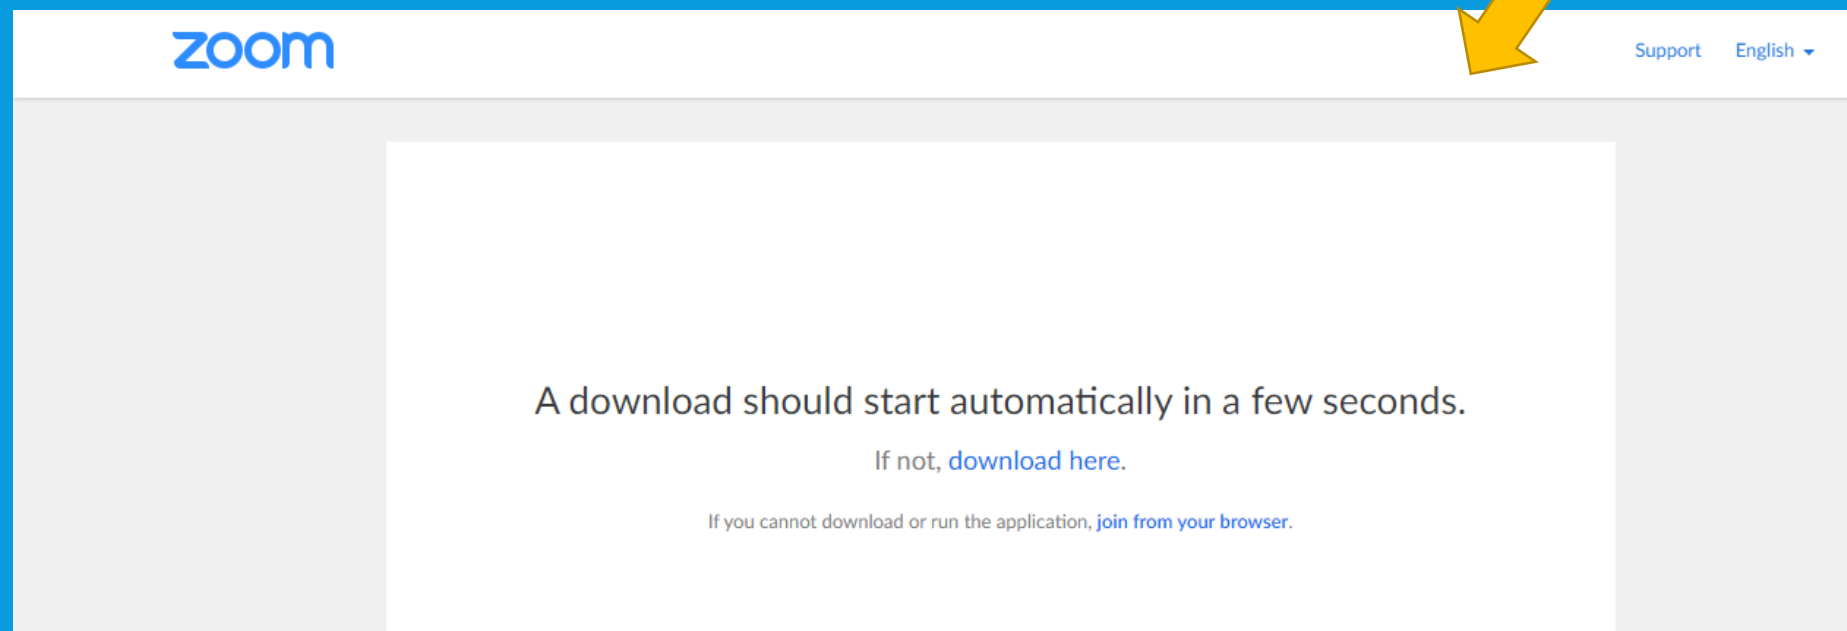 zoom
Support English
A download should start automatically in a few seconds.
If not, download here.
If you cannot download or run the application, join from your browser.